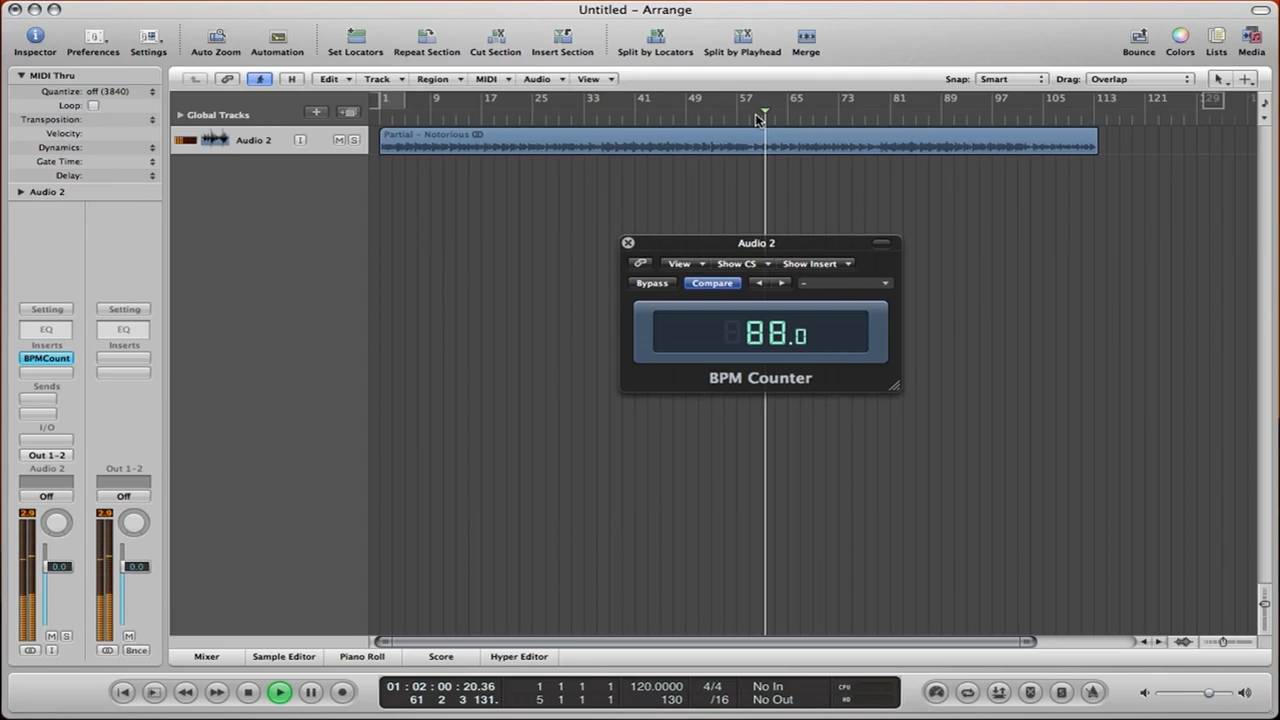 Untitled – Arrange
Inspector Preferences Settings Auto Zoom Automation Set Locators Repeat Section Cut Section Insert Section Split by Locators Split by Playhead Merge Bounce Colors Lists Media
MIDI Thru
H Edit Track Region MIDI Audio View Snap: Smart Drag: Overlap
Quantize: off (3840)
Loop:
Transposition:
Velocity:
Dynamics:
Gate Time:
Delay:
Audio 2
Global Tracks
1 9 17 25 33 41 49 57 65 73 81 89 97 105 113 121 129
Audio 2 I M S
Partial - Notorious
Audio 2
View Show CS Show Insert
Bypass Compare –
88.0
BPM Counter
Setting Setting
EQ EQ
Inserts Inserts
BPMCount
Sends
I/O
Out 1-2
Audio 2 Out 1-2
Off Off
2.9 2.9
0.0 0.0
M S M
I Bnce
Mixer Sample Editor Piano Roll Score Hyper Editor
01 : 02 : 00 : 20.36 1 1 1 1 120.0000 4/4 No In CPU
61 2 3 131. 5 1 1 1 130 /16 No Out HD